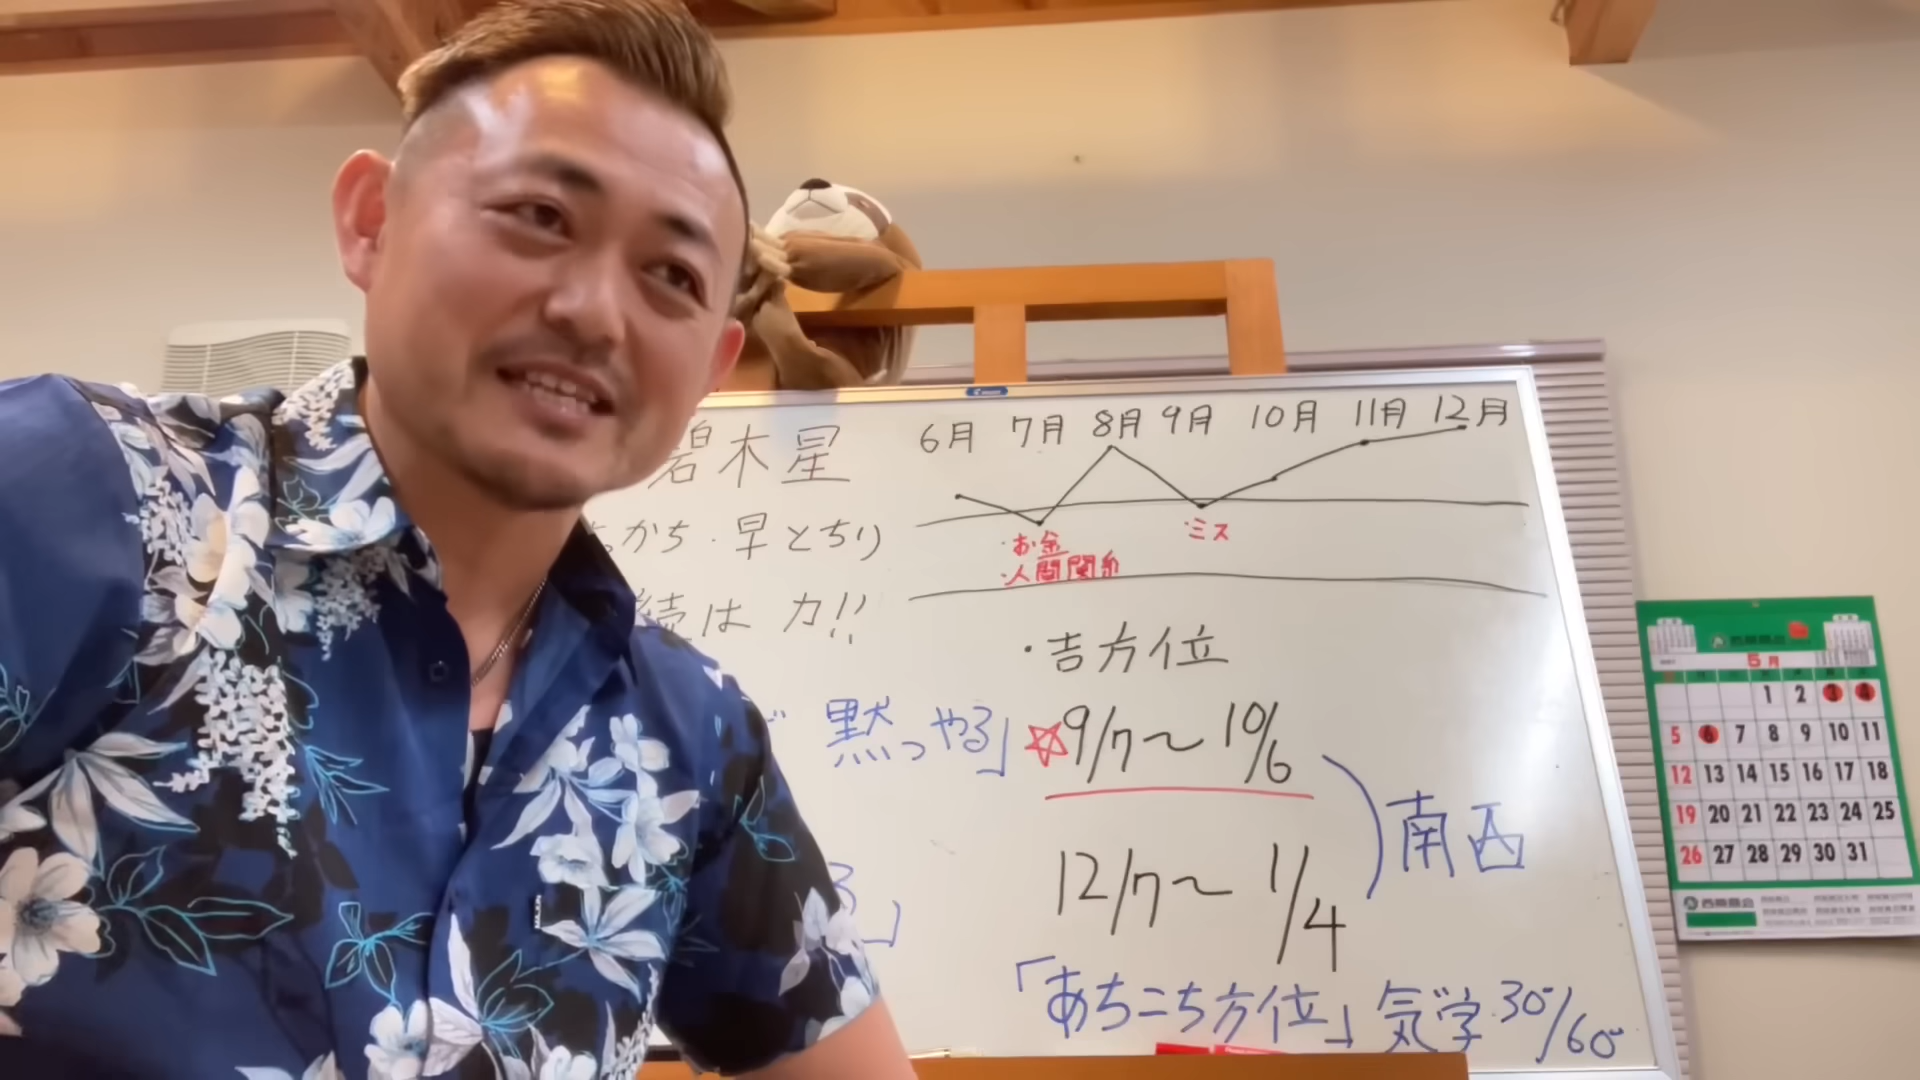 碧木星
6月 7月 8月 9月 10月 11月 12月
かち・早とちり
・お金
・人間関係
・ミス
続は 力!!
・吉方位
黙ってやる」
☆9/7〜10/6
12/7〜1/4
南西
る」
「あちこち方位」気学30°/60°
5月
1 2 3 4
5 6 7 8 9 10 11
12 13 14 15 16 17 18
19 20 21 22 23 24 25
26 27 28 29 30 31